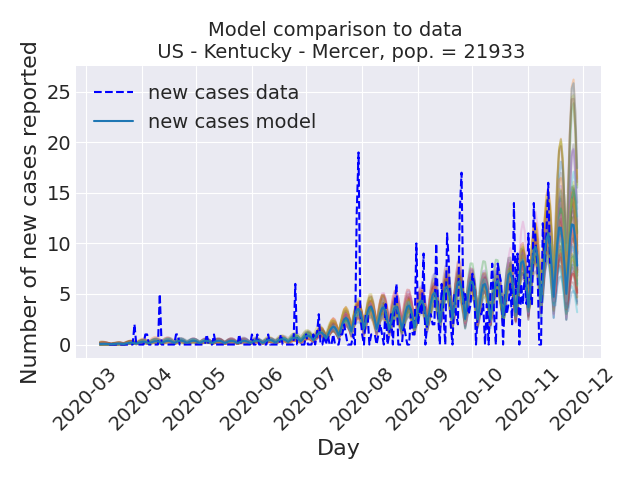 Model comparison to data
US - Kentucky - Mercer, pop. = 21933
Number of new cases reported
25
20
15
10
5
0
new cases data
new cases model
2020-03
2020-04
2020-05
2020-06
2020-07
2020-08
2020-09
2020-10
2020-11
2020-12
Day